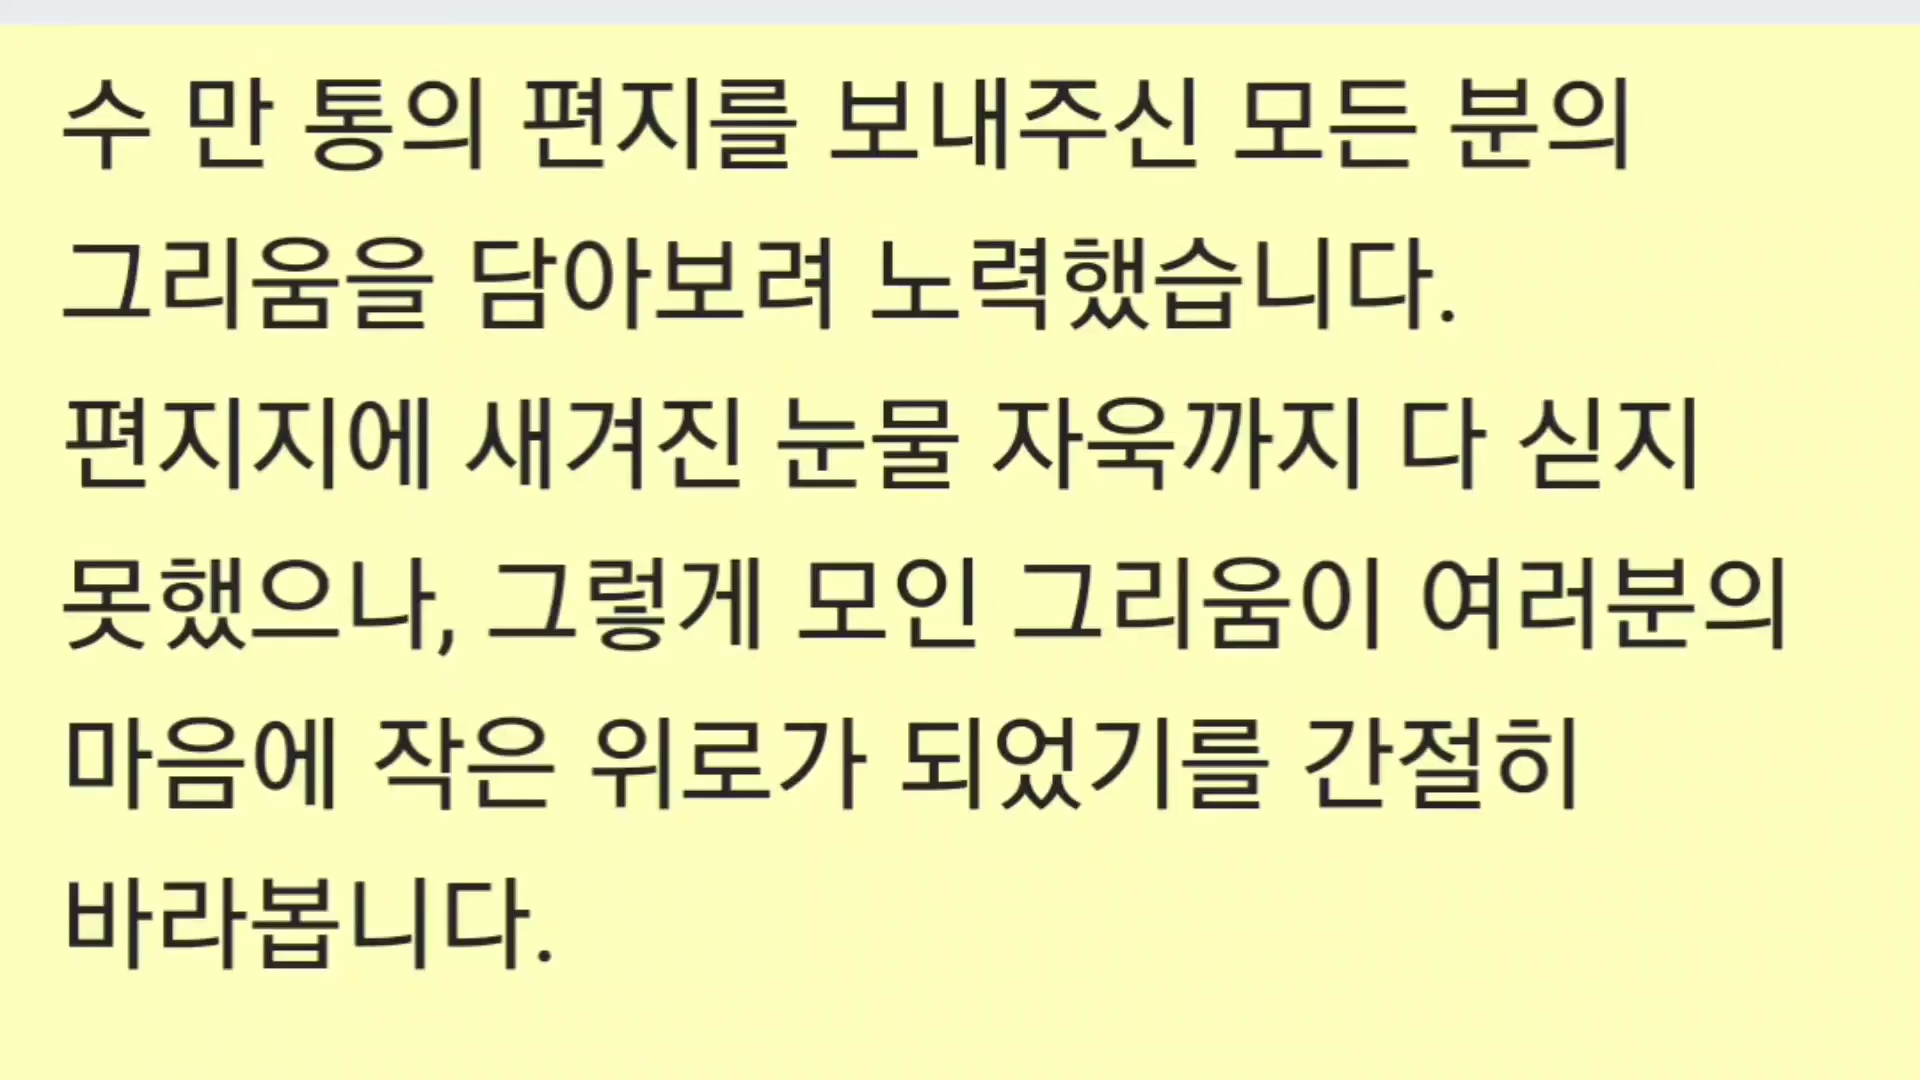 수 만 통의 편지를 보내주신 모든 분의
그리움을 담아보려 노력했습니다.
편지지에 새겨진 눈물 자욱까지 다 싣지
못했으나, 그렇게 모인 그리움이 여러분의
마음에 작은 위로가 되었기를 간절히
바라봅니다.